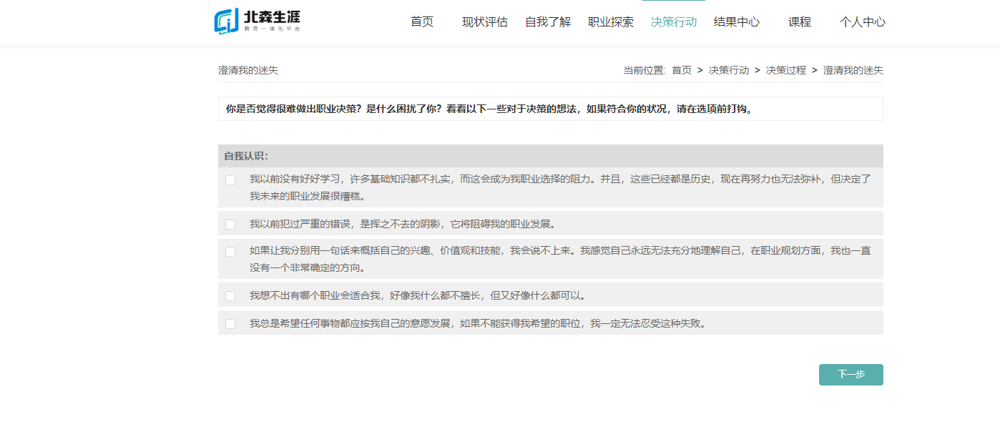 北森生涯
教育一体化平台
首页 现状评估 自我了解 职业探索 决策行动 结果中心 课程 个人中心
澄清我的迷失
当前位置: 首页 > 决策行动 > 决策过程 > 澄清我的迷失
你是否觉得很难做出职业决策？是什么困扰了你？看看以下一些对于决策的想法，如果符合你的状况，请在选项前打钩。
自我认识：
我以前没有好好学习，许多基础知识都不扎实，而这会成为我职业选择的阻力。并且，这些已经都是历史，现在再努力也无法弥补，但决定了
我未来的职业发展很糟糕。
我以前犯过严重的错误，是挥之不去的阴影，它将阻碍我的职业发展。
如果让我分别用一句话来概括自己的兴趣、价值观和技能，我会说不上来。我感觉自己永远无法充分地理解自己，在职业规划方面，我也一直
没有一个非常确定的方向。
我想不出有哪个职业会适合我，好像我什么都不擅长，但又好像什么都可以。
我总是希望任何事物都应按我自己的意愿发展，如果不能获得我希望的职位，我一定无法忍受这种失败。
下一步